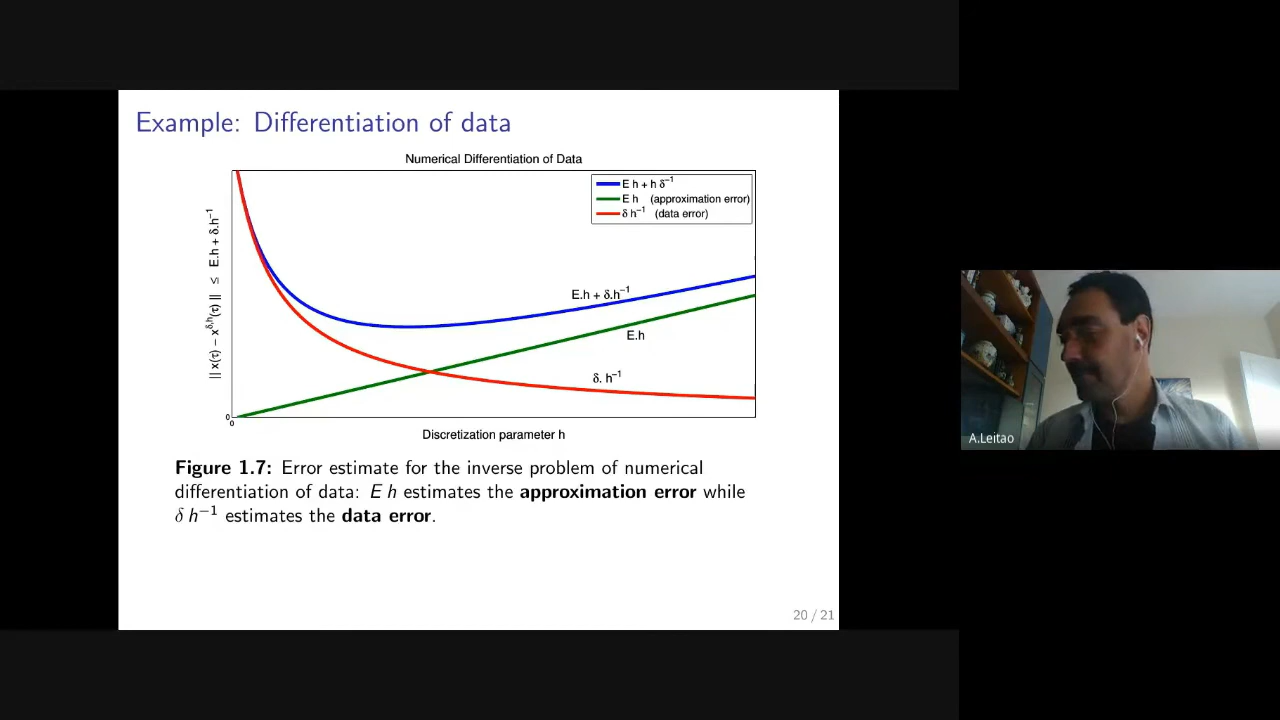 Example: Differentiation of data
Numerical Differentiation of Data
E h + h δ⁻¹
E h (approximation error)
δ h⁻¹ (data error)
|| x(τ) − x^{δ,h}(τ) || ≤ E.h + δ.h⁻¹
E.h + δ.h⁻¹
E.h
δ. h⁻¹
0
0
Discretization parameter h
Figure 1.7: Error estimate for the inverse problem of numerical
differentiation of data: E h estimates the approximation error while
δ h⁻¹ estimates the data error.
20 / 21
A.Leitao